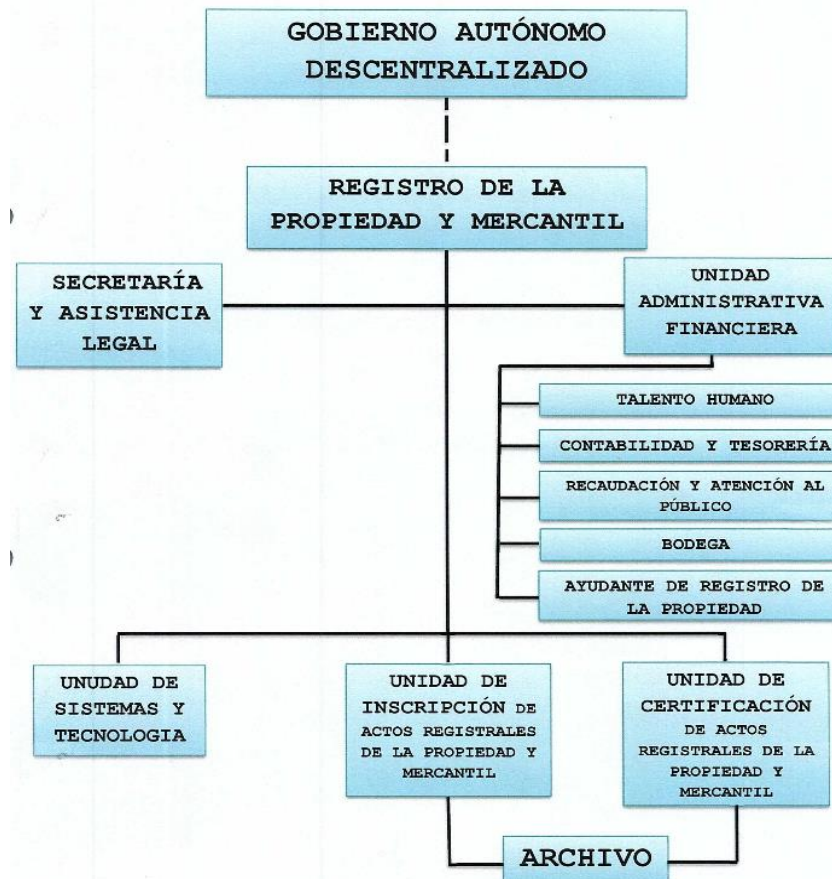 GOBIERNO AUTÓNOMO
DESCENTRALIZADO
REGISTRO DE LA
PROPIEDAD Y MERCANTIL
SECRETARÍA
Y ASISTENCIA
LEGAL
UNIDAD
ADMINISTRATIVA
FINANCIERA
TALENTO HUMANO
CONTABILIDAD Y TESORERÍA
RECAUDACIÓN Y ATENCIÓN AL
PÚBLICO
BODEGA
AYUDANTE DE REGISTRO DE
LA PROPIEDAD
UNUDAD DE
SISTEMAS Y
TECNOLOGIA
UNIDAD DE
INSCRIPCIÓN DE
ACTOS REGISTRALES
DE LA PROPIEDAD Y
MERCANTIL
UNIDAD DE
CERTIFICACIÓN
DE ACTOS
REGISTRALES DE LA
PROPIEDAD Y
MERCANTIL
ARCHIVO